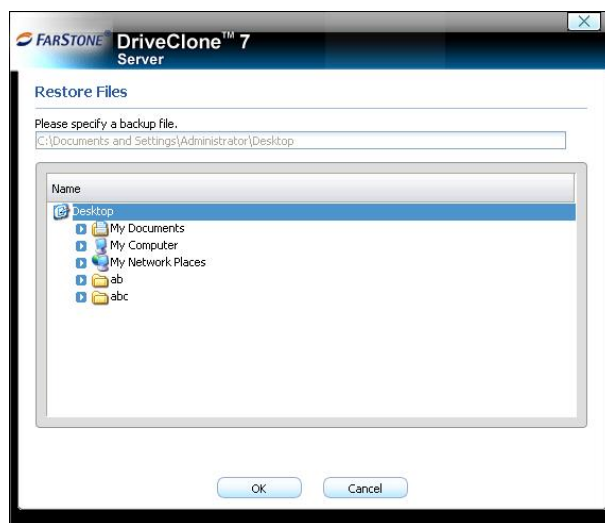 FARSTONE® DriveClone™ 7
Server
Restore Files
Please specify a backup file.
C:\Documents and Settings\Administrator\Desktop
Name
Desktop
My Documents
My Computer
My Network Places
ab
abc
OK Cancel